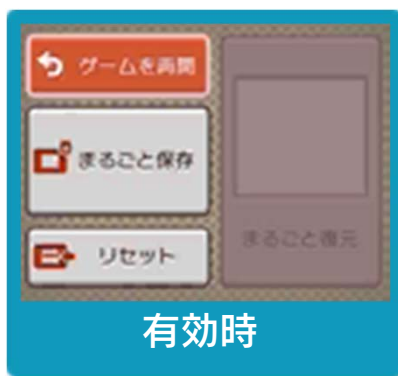 ゲームを再開
まるごと保存
リセット
まるごと復元
有効時